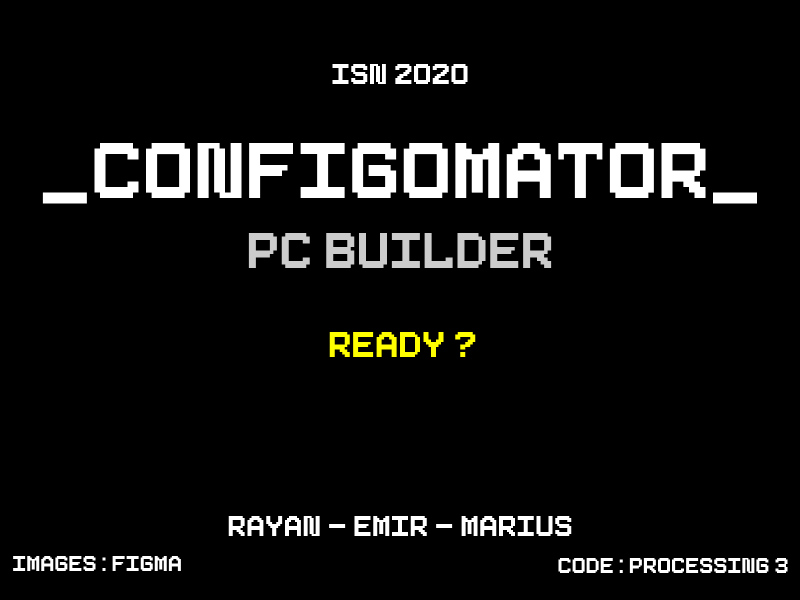 ISN 2020
_CONFIGOMATOR_
PC BUILDER
READY ?
RAYAN - EMIR - MARIUS
IMAGES : FIGMA
CODE : PROCESSING 3